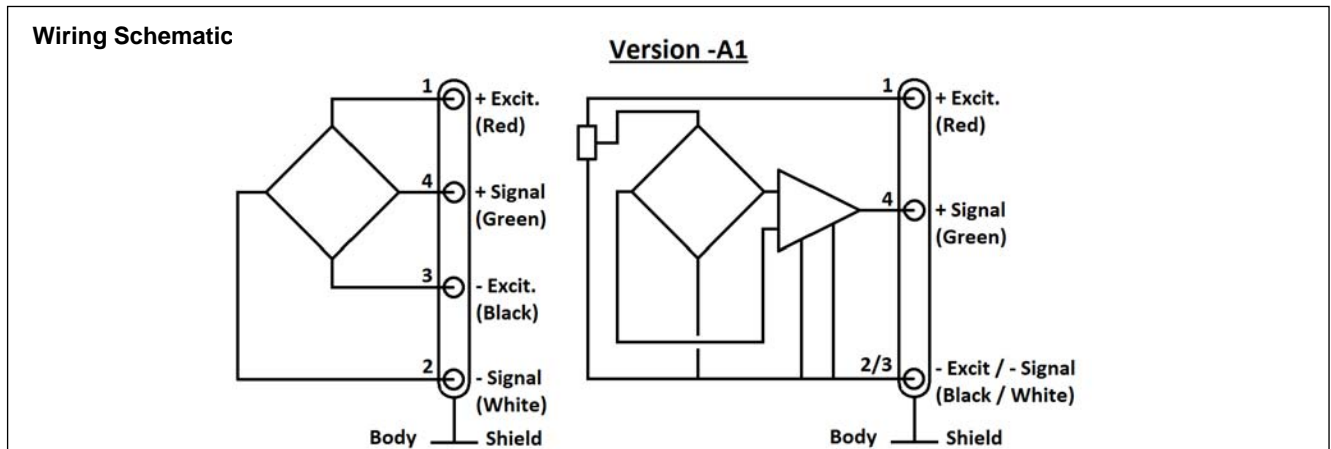 Wiring Schematic
Version -A1
1
+ Excit.
(Red)
4
+ Signal
(Green)
3
- Excit.
(Black)
2
- Signal
(White)
Body
Shield
1
+ Excit.
(Red)
4
+ Signal
(Green)
2/3
- Excit / - Signal
(Black / White)
Body
Shield